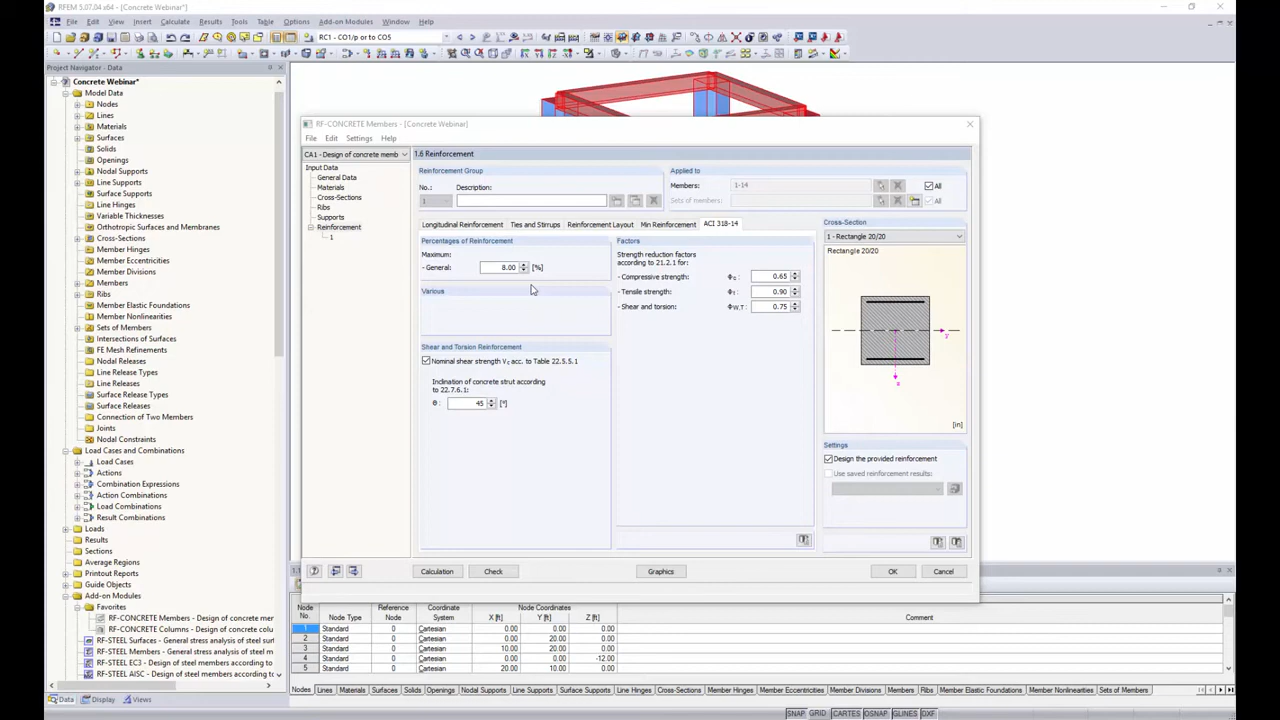 RFEM 5.07.04 x64 - [Concrete Webinar*]
File Edit View Insert Calculate Results Tools Table Options Add-on Modules Window Help
RC1 - CO1/p or to CO5
Project Navigator - Data
Concrete Webinar*
Model Data
Nodes
Lines
Materials
Surfaces
Solids
Openings
Nodal Supports
Line Supports
Surface Supports
Line Hinges
Variable Thicknesses
Orthotropic Surfaces and Membranes
Cross-Sections
Member Hinges
Member Eccentricities
Member Divisions
Members
Ribs
Member Elastic Foundations
Member Nonlinearities
Sets of Members
Intersections of Surfaces
FE Mesh Refinements
Nodal Releases
Line Release Types
Line Releases
Surface Release Types
Surface Releases
Connection of Two Members
Joints
Nodal Constraints
Load Cases and Combinations
Load Cases
Actions
Combination Expressions
Action Combinations
Load Combinations
Result Combinations
Loads
Results
Sections
Average Regions
Printout Reports
Guide Objects
Add-on Modules
Favorites
RF-CONCRETE Members - Design of concrete mem
RF-CONCRETE Columns - Design of concrete colu
RF-STEEL Surfaces - General stress analysis of steel surf
RF-STEEL Members - General stress analysis of steel m
RF-STEEL EC3 - Design of steel members according to
RF-STEEL AISC - Design of steel members according t
Data Display Views
RF-CONCRETE Members - [Concrete Webinar]
File Edit Settings Help
CA1 - Design of concrete memb
Input Data
General Data
Materials
Cross-Sections
Ribs
Supports
Reinforcement
1
1.6 Reinforcement
Reinforcement Group
No.: Description:
1
Applied to
Members: 1-14 All
Sets of members: All
Longitudinal Reinforcement Ties and Stirrups Reinforcement Layout Min Reinforcement ACI 318-14
Percentages of Reinforcement
Maximum:
- General: 8.00 [%]
Various
Shear and Torsion Reinforcement
Nominal shear strength Vc acc. to Table 22.5.5.1
Inclination of concrete strut according
to 22.7.6.1:
Θ : 45 [°]
Factors
Strength reduction factors
according to 21.2.1 for:
- Compressive strength: Φc : 0.65
- Tensile strength: Φt : 0.90
- Shear and torsion: Φv,T : 0.75
Cross-Section
1 - Rectangle 20/20
Rectangle 20/20
y
z
[in]
Settings
Design the provided reinforcement
Use saved reinforcement results:
Calculation Check Graphics OK Cancel
Node No. Node Type Reference Node Coordinate System Node Coordinates X [ft] Y [ft] Z [ft] Comment
1 Standard 0 Cartesian 0.00 0.00 0.00
2 Standard 0 Cartesian 0.00 20.00 0.00
3 Standard 0 Cartesian 10.00 20.00 0.00
4 Standard 0 Cartesian 0.00 0.00 -12.00
5 Standard 0 Cartesian 20.00 10.00 0.00
Nodes Lines Materials Surfaces Solids Openings Nodal Supports Line Supports Surface Supports Line Hinges Cross-Sections Member Hinges Member Eccentricities Member Divisions Members Ribs Member Elastic Foundations Member Nonlinearities Sets of Members
SNAP GRID CARTES OSNAP GLINES DXF